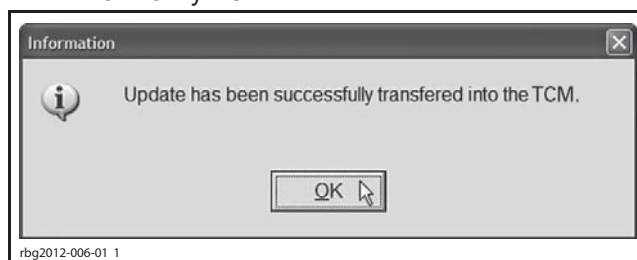 Information
Update has been successfully transfered into the TCM.
OK
rbg2012-006-01 1